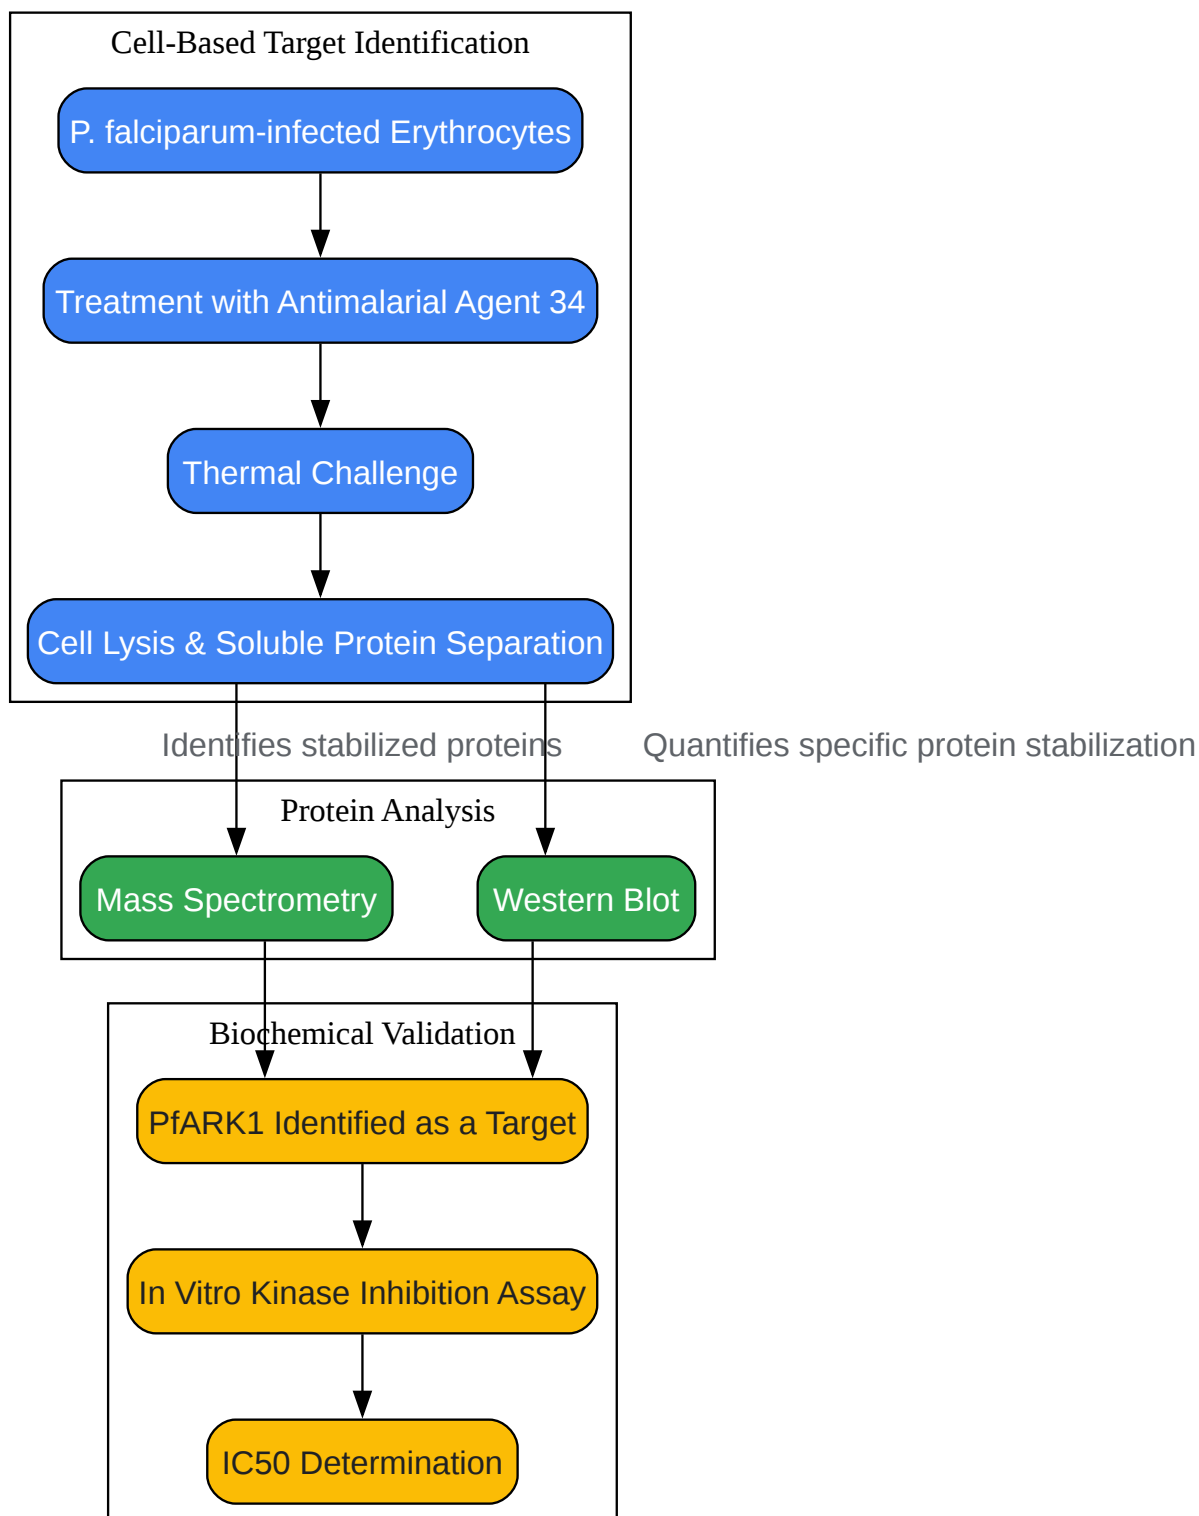 Cell-Based Target Identification
P. falciparum-infected Erythrocytes
Treatment with Antimalarial Agent 34
Thermal Challenge
Cell Lysis & Soluble Protein Separation
Identifies stabilized proteins
Quantifies specific protein stabilization
Protein Analysis
Mass Spectrometry
Western Blot
Biochemical Validation
PfARK1 Identified as a Target
In Vitro Kinase Inhibition Assay
IC50 Determination